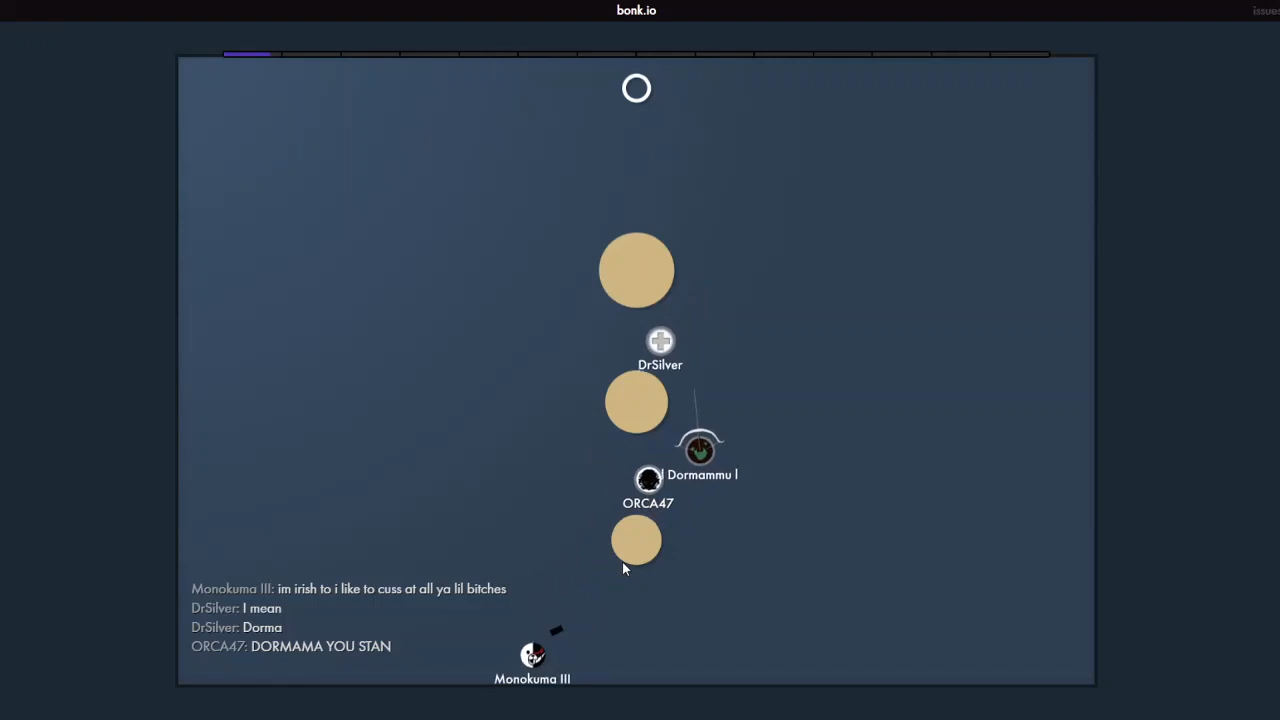 bonk.io
issues
DrSilver
l Dormammu l
ORCA47
Monokuma III: im irish to i like to cuss at all ya lil bitches
DrSilver: I mean
DrSilver: Dorma
ORCA47: DORMAMA YOU STAN
Monokuma III